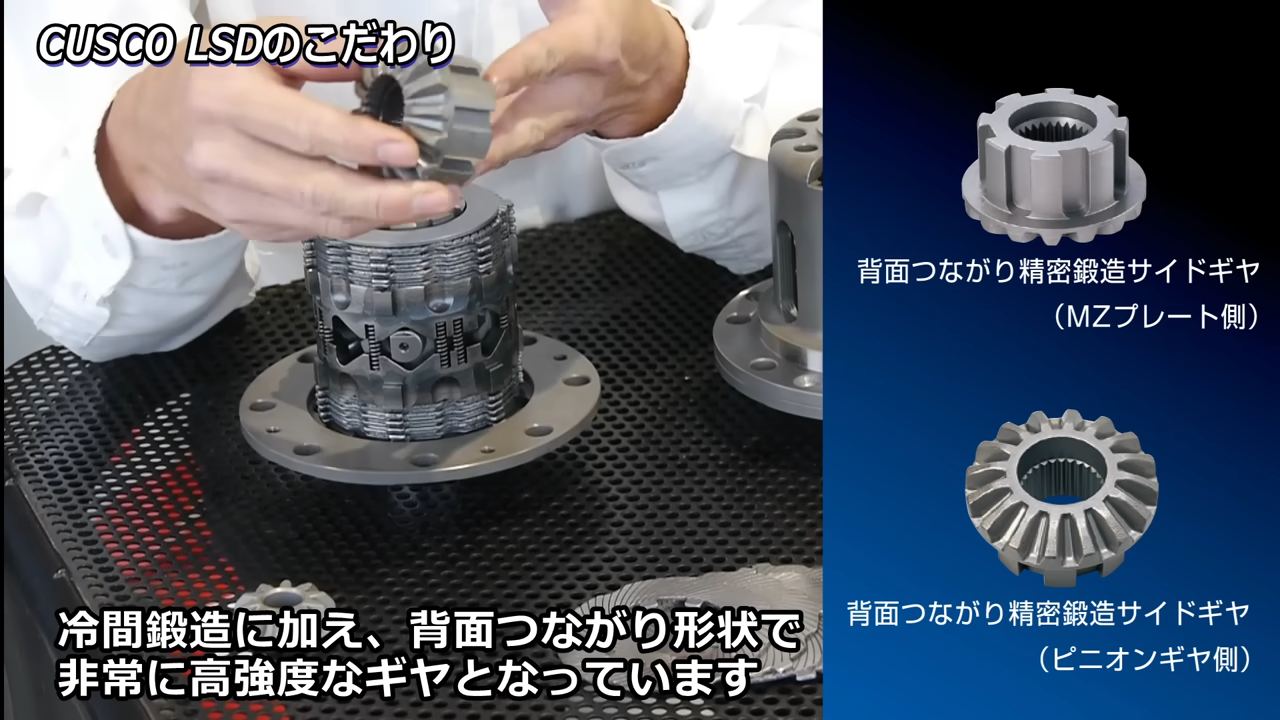 CUSCO LSDのこだわり
背面つながり精密鍛造サイドギヤ
（MZプレート側）
背面つながり精密鍛造サイドギヤ
（ピニオンギヤ側）
冷間鍛造に加え、背面つながり形状で
非常に高強度なギヤとなっています